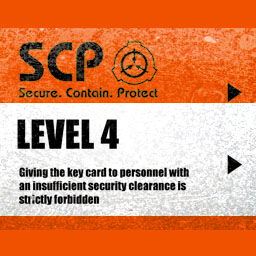 SCP
Secure. Contain. Protect
LEVEL 4
Giving the key card to personnel with
an insufficient security clearance is
strictly forbidden